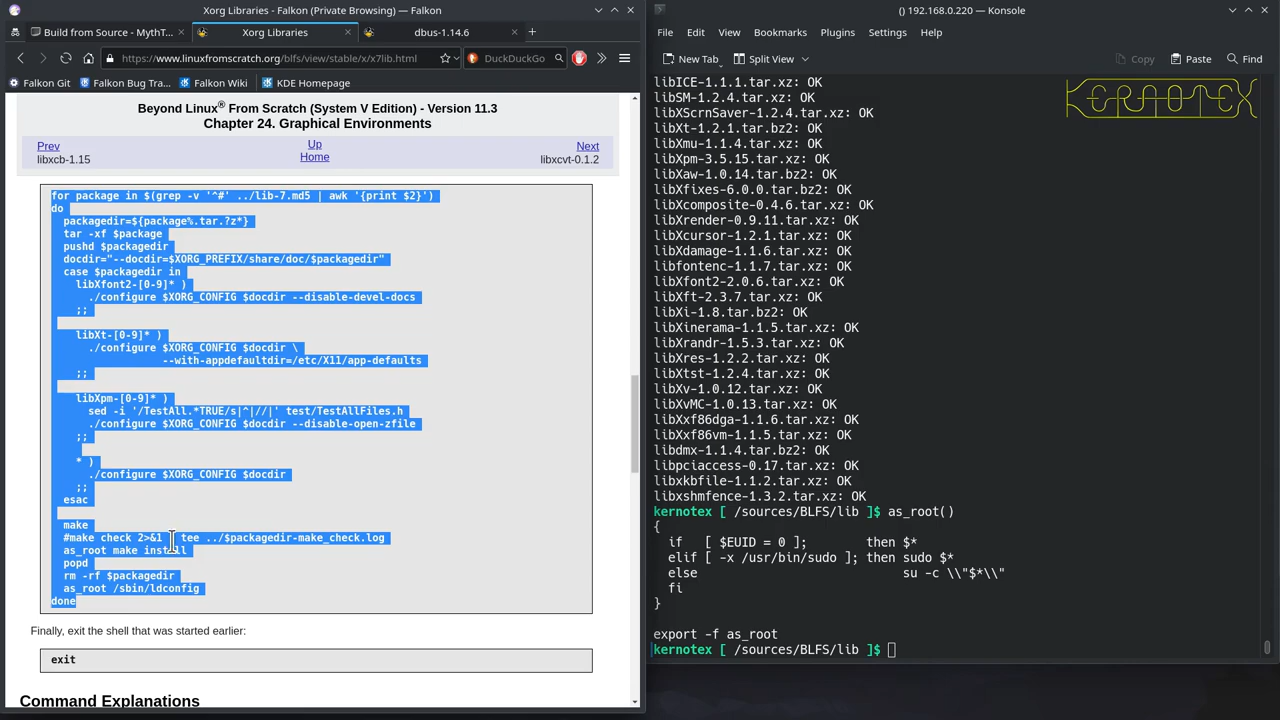 Xorg Libraries - Falkon (Private Browsing) — Falkon
Build from Source - MythT...
Xorg Libraries
dbus-1.14.6
https://www.linuxfromscratch.org/blfs/view/stable/x/x7lib.html
DuckDuckGo
Falkon Git
Falkon Bug Tra...
Falkon Wiki
KDE Homepage
Beyond Linux® From Scratch (System V Edition) - Version 11.3
Chapter 24. Graphical Environments
Prev
Up
Next
libxcb-1.15
Home
libxcvt-0.1.2
for package in $(grep -v '^#' ../lib-7.md5 | awk '{print $2}')
do
packagedir=${package%.tar.?z*}
tar -xf $package
pushd $packagedir
docdir="--docdir=$XORG_PREFIX/share/doc/$packagedir"
case $packagedir in
libXfont2-[0-9]* )
./configure $XORG_CONFIG $docdir --disable-devel-docs
;;
libXt-[0-9]* )
./configure $XORG_CONFIG $docdir \
--with-appdefaultdir=/etc/X11/app-defaults
;;
libXpm-[0-9]* )
sed -i '/TestAll.*TRUE/s|^|//|' test/TestAllFiles.h
./configure $XORG_CONFIG $docdir --disable-open-zfile
;;
* )
./configure $XORG_CONFIG $docdir
;;
esac
make
#make check 2>&1 | tee ../$packagedir-make_check.log
as_root make install
popd
rm -rf $packagedir
as_root /sbin/ldconfig
done
Finally, exit the shell that was started earlier:
exit
Command Explanations
() 192.168.0.220 — Konsole
File Edit View Bookmarks Plugins Settings Help
New Tab
Split View
Copy
Paste
Find
KERNOTEX
libICE-1.1.1.tar.xz: OK
libSM-1.2.4.tar.xz: OK
libXScrnSaver-1.2.4.tar.xz: OK
libXt-1.2.1.tar.bz2: OK
libXmu-1.1.4.tar.xz: OK
libXpm-3.5.15.tar.xz: OK
libXaw-1.0.14.tar.bz2: OK
libXfixes-6.0.0.tar.bz2: OK
libXcomposite-0.4.6.tar.xz: OK
libXrender-0.9.11.tar.xz: OK
libXcursor-1.2.1.tar.xz: OK
libXdamage-1.1.6.tar.xz: OK
libfontenc-1.1.7.tar.xz: OK
libXfont2-2.0.6.tar.xz: OK
libXft-2.3.7.tar.xz: OK
libXi-1.8.tar.bz2: OK
libXinerama-1.1.5.tar.xz: OK
libXrandr-1.5.3.tar.xz: OK
libXres-1.2.2.tar.xz: OK
libXtst-1.2.4.tar.xz: OK
libXv-1.0.12.tar.xz: OK
libXvMC-1.0.13.tar.xz: OK
libXxf86dga-1.1.6.tar.xz: OK
libXxf86vm-1.1.5.tar.xz: OK
libdmx-1.1.4.tar.bz2: OK
libpciaccess-0.17.tar.xz: OK
libxkbfile-1.1.2.tar.xz: OK
libxshmfence-1.3.2.tar.xz: OK
kernotex [ /sources/BLFS/lib ]$ as_root()
{
if [ $EUID = 0 ]; then $*
elif [ -x /usr/bin/sudo ]; then sudo $*
else su -c \\"$*\\"
fi
}
export -f as_root
kernotex [ /sources/BLFS/lib ]$